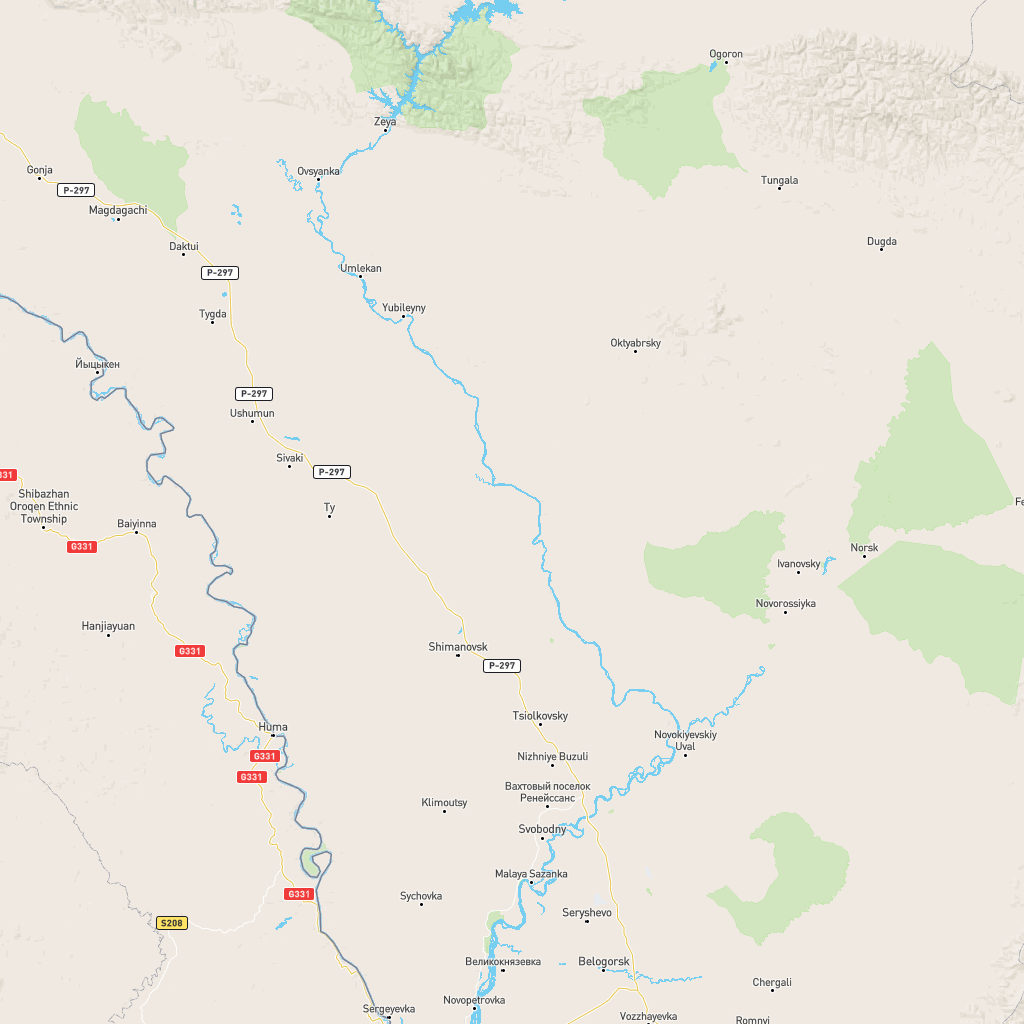 Ogoron
Zeya
Gonja
Ovsyanka
P-297
Tungala
Magdagachi
Daktui
Dugda
P-297
Umlekan
Yubileyny
Tygda
Oktyabrsky
Йыцыкен
P-297
Ushumun
Sivaki
P-297
331
Shibazhan
Oroqen Ethnic
Township
Fe
Ty
Baiyinna
G331
Norsk
Ivanovsky
Novorossiyka
Hanjiayuan
G331
Shimanovsk
P-297
Tsiolkovsky
Huma
Novokiyevskiy
Uval
G331
Nizhniye Buzuli
G331
Вахтовый поселок
Ренейссанс
Klimoutsy
Svobodny
Malaya Sazanka
G331
Sychovka
Seryshevo
S208
Великокнязевка
Belogorsk
Chergali
Novopetrovka
Sergeyevka
Vozzhayevka
Romnyi